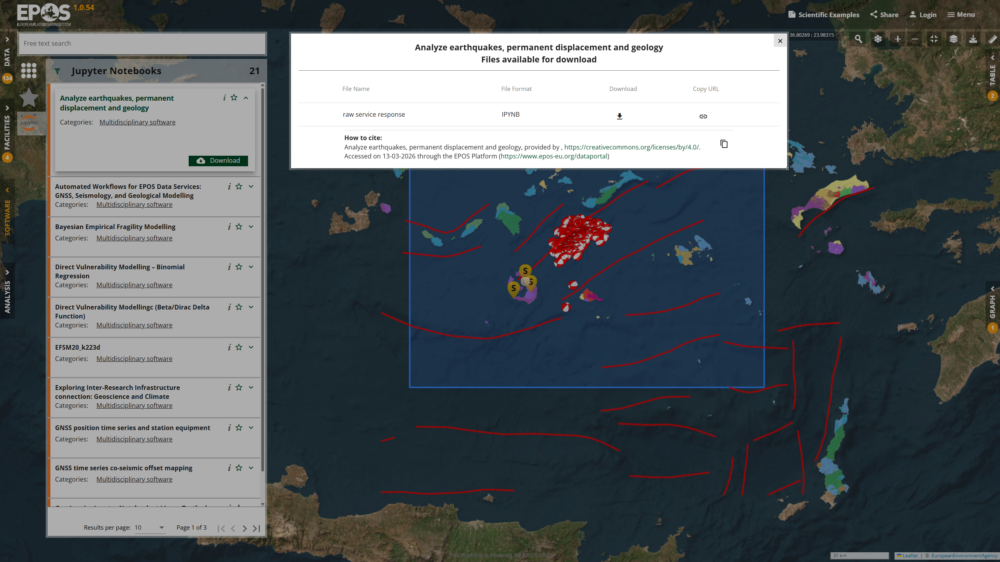 EPOS 1.0.54
EUROPEANPLATEOBSERVINGSYSTEM
Scientific Examples
Share
Login
Menu
DATA
134
FACILITIES
4
SOFTWARE
ANALYSIS
Free text search
Jupyter Notebooks 21
jupyter
Analyze earthquakes, permanent
displacement and geology
Categories: Multidisciplinary software
Download
Automated Workflows for EPOS Data Services:
GNSS, Seismology, and Geological Modelling
Categories: Multidisciplinary software
Bayesian Empirical Fragility Modelling
Categories: Multidisciplinary software
Direct Vulnerability Modelling – Binomial
Regression
Categories: Multidisciplinary software
Direct Vulnerability Modellingc (Beta/Dirac Delta
Function)
Categories: Multidisciplinary software
EFSM20_k223d
Categories: Multidisciplinary software
Exploring Inter-Research Infrastructure
connection: Geoscience and Climate
Categories: Multidisciplinary software
GNSS position time series and station equipment
Categories: Multidisciplinary software
GNSS time series co-seismic offset mapping
Categories: Multidisciplinary software
Results per page: 10 Page 1 of 3
Analyze earthquakes, permanent displacement and geology
Files available for download
File Name File Format Download Copy URL
raw service response IPYNB
How to cite:
Analyze earthquakes, permanent displacement and geology, provided by , https://creativecommons.org/licenses/by/4.0/.
Accessed on 13-03-2026 through the EPOS Platform (https://www.epos-eu.org/dataportal)
36.80269 : 23.98315
TABLE
2
GRAPH
1
S
S
S
This Platform is Powered By EPOS ERIC
30 km
Leaflet | © EuropeanEnvironmentAgency